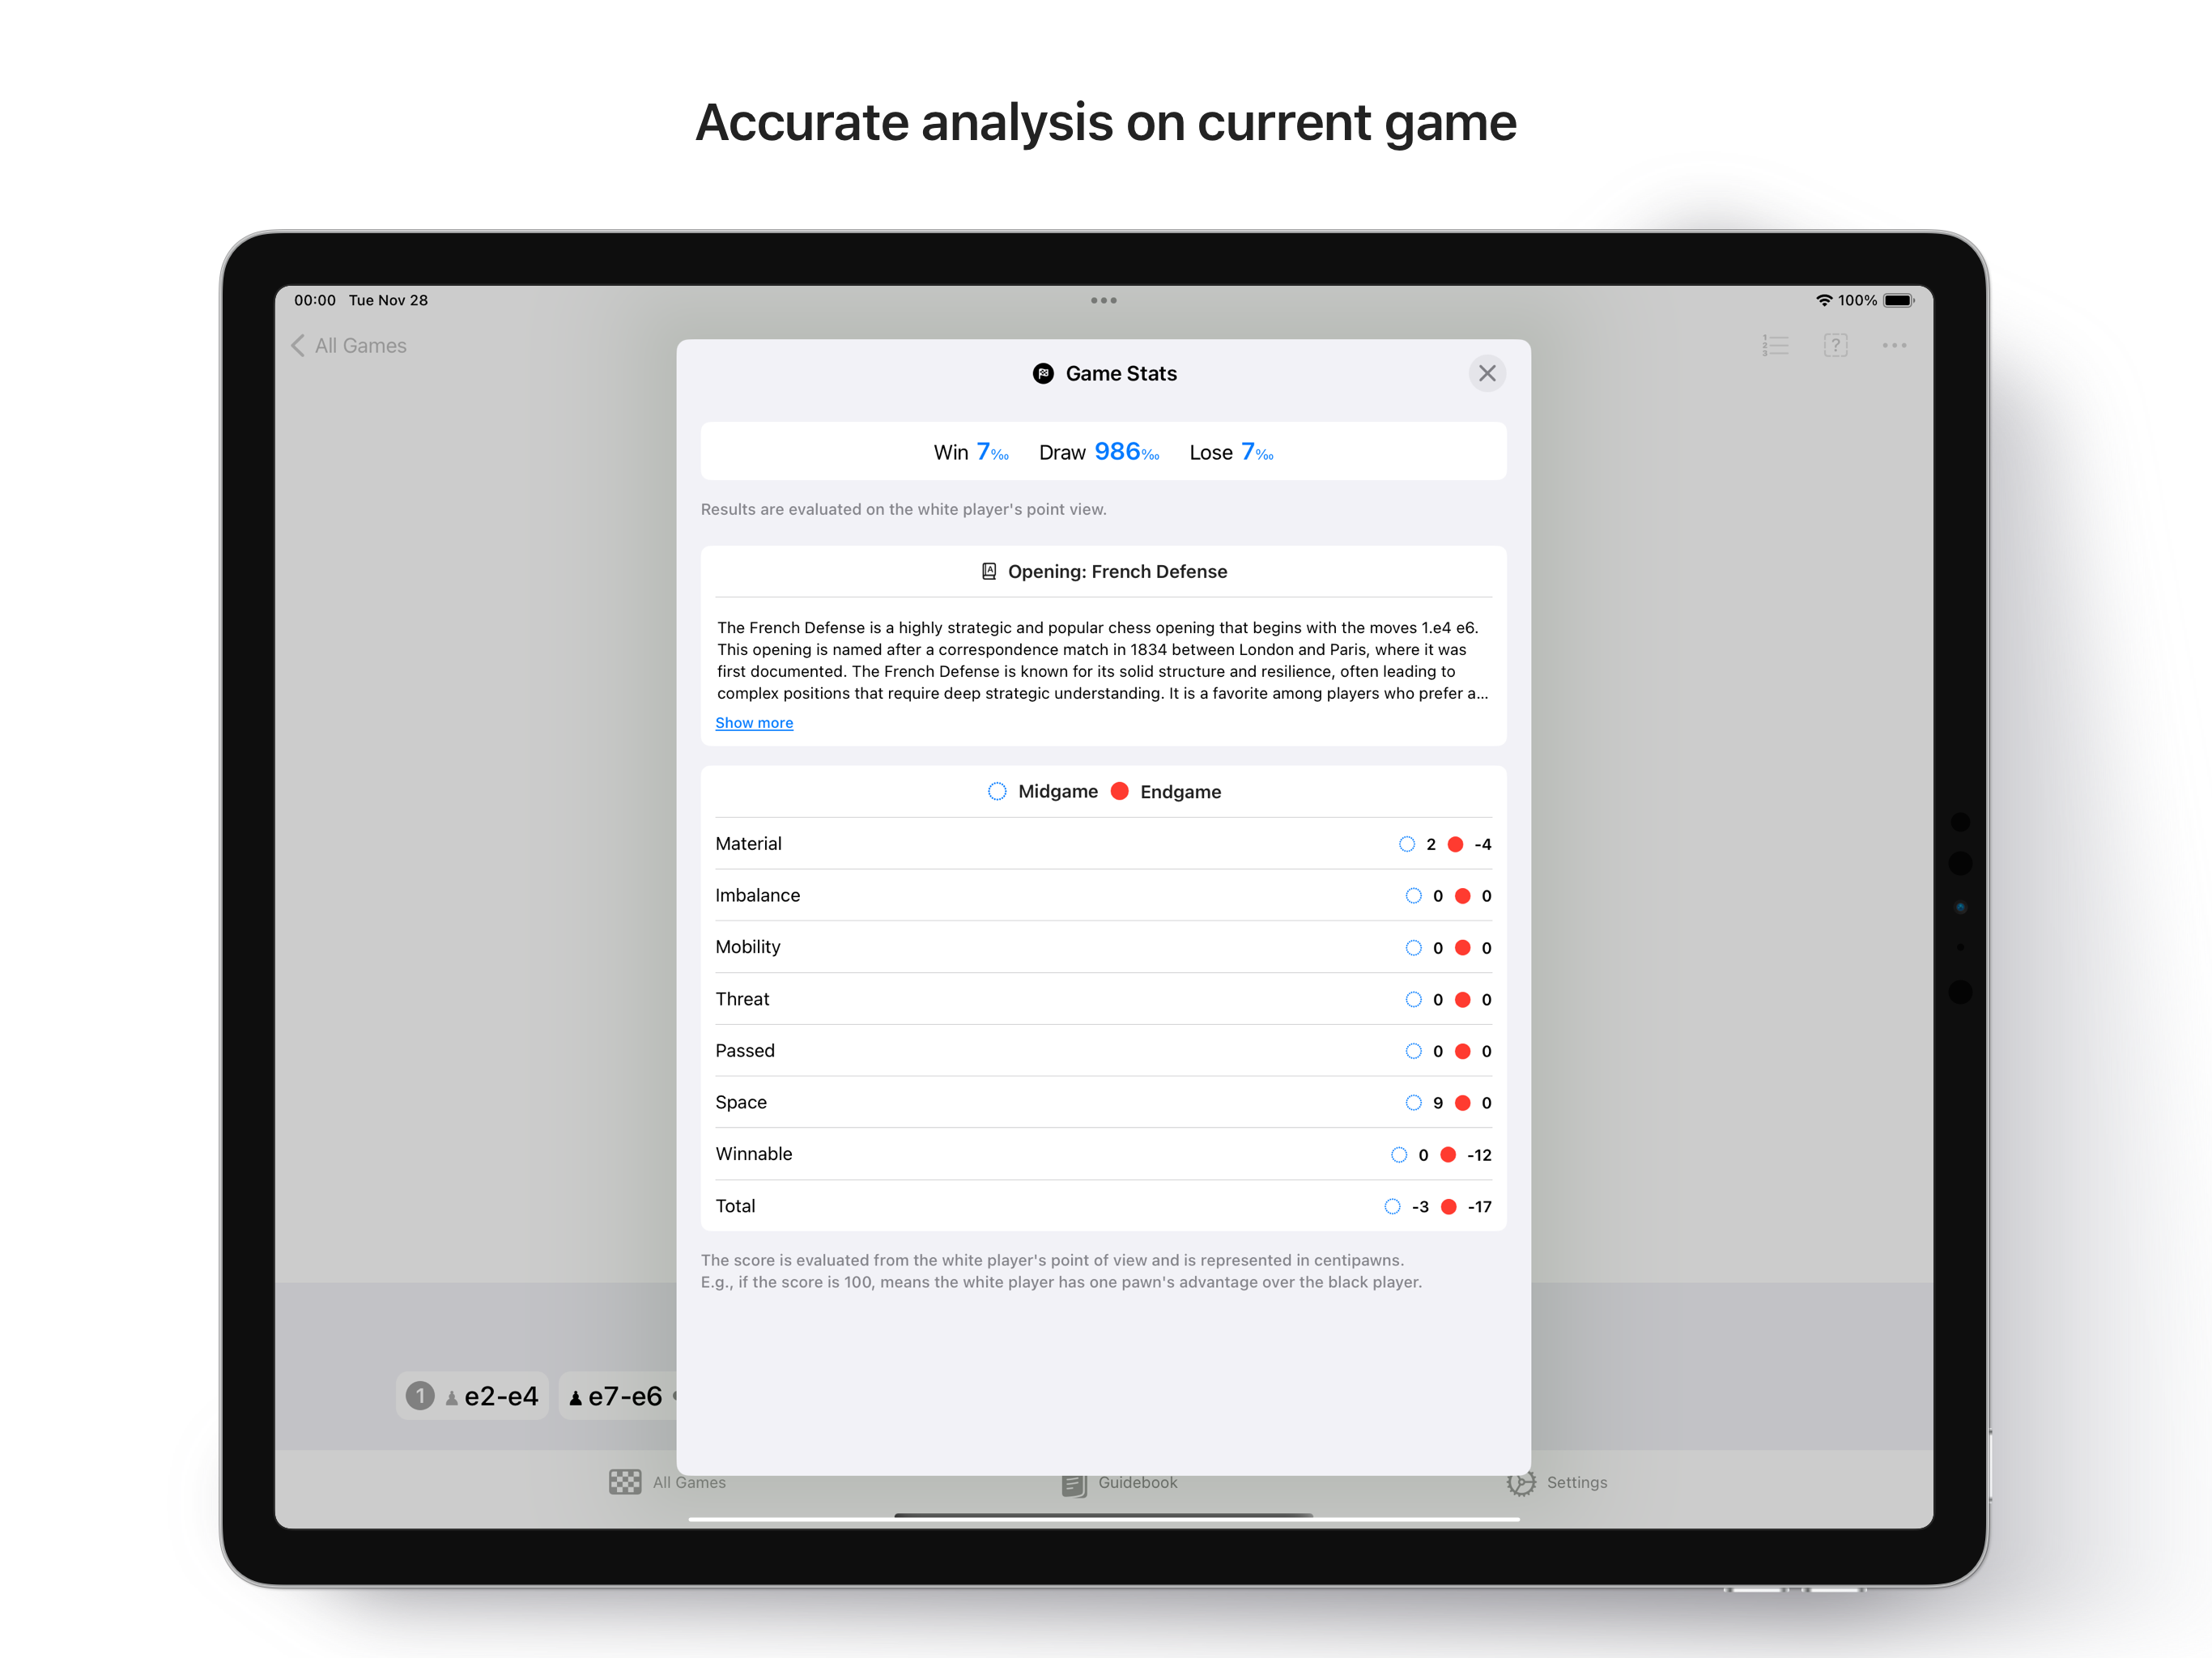 Accurate analysis on current game
00:00 Tue Nov 28
100%
All Games
1 2 3
?
Game Stats
Win 7‰ Draw 986‰ Lose 7‰
Results are evaluated on the white player's point view.
A Opening: French Defense
The French Defense is a highly strategic and popular chess opening that begins with the moves 1.e4 e6.
This opening is named after a correspondence match in 1834 between London and Paris, where it was
first documented. The French Defense is known for its solid structure and resilience, often leading to
complex positions that require deep strategic understanding. It is a favorite among players who prefer a...
Show more
Midgame Endgame
Material 2 -4
Imbalance 0 0
Mobility 0 0
Threat 0 0
Passed 0 0
Space 9 0
Winnable 0 -12
Total -3 -17
The score is evaluated from the white player's point of view and is represented in centipawns.
E.g., if the score is 100, means the white player has one pawn's advantage over the black player.
1 e2-e4 e7-e6
All Games Guidebook Settings